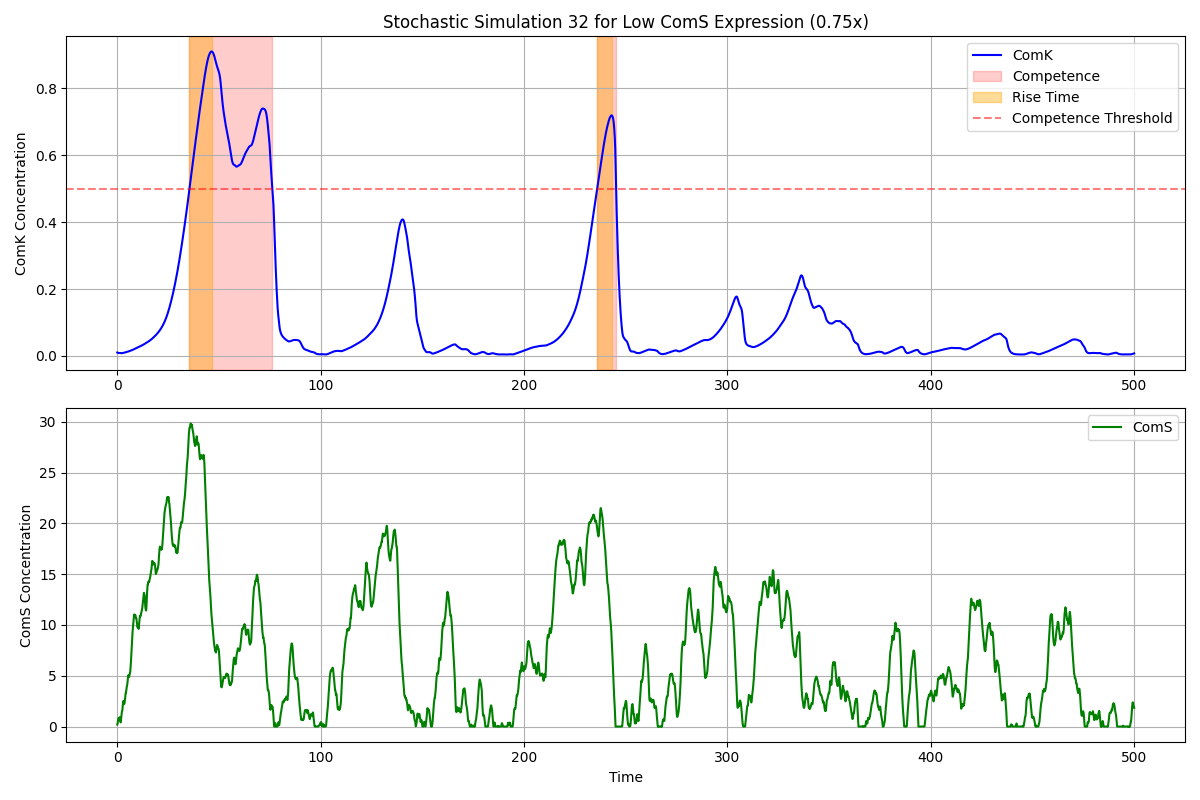 Stochastic Simulation 32 for Low ComS Expression (0.75x)
ComK
Competence
Rise Time
Competence Threshold
ComK Concentration
0.8
0.6
0.4
0.2
0.0
0 100 200 300 400 500
ComS
ComS Concentration
30
25
20
15
10
5
0
0 100 200 300 400 500
Time